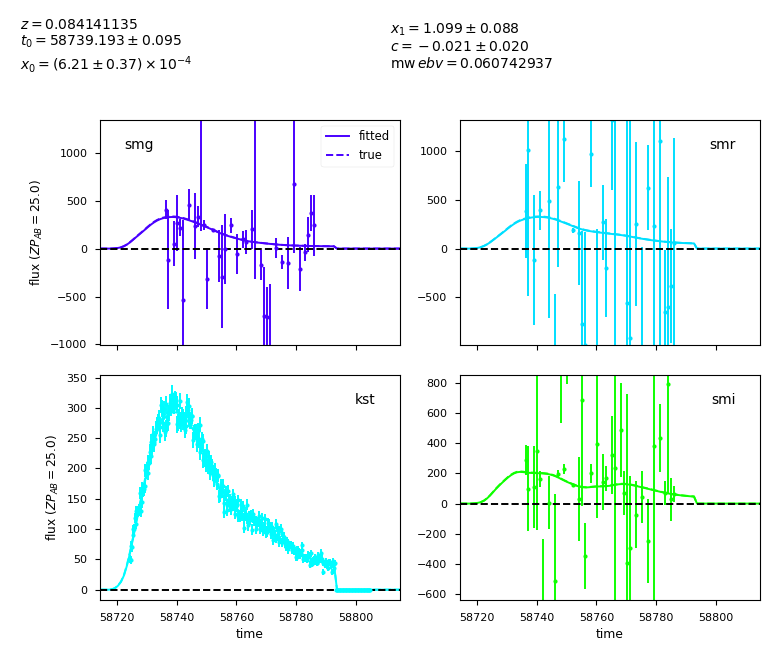 z = 0.084141135
t₀ = 58739.193 ± 0.095
x₀ = (6.21 ± 0.37) × 10⁻⁴
x₁ = 1.099 ± 0.088
c = −0.021 ± 0.020
mw ebv = 0.060742937
smg
fitted
true
1000
500
0
−500
−1000
flux (ZP_AB = 25.0)
smr
1000
500
0
−500
kst
350
300
250
200
150
100
50
0
flux (ZP_AB = 25.0)
58720 58740 58760 58780 58800
time
smi
800
600
400
200
0
−200
−400
−600
58720 58740 58760 58780 58800
time